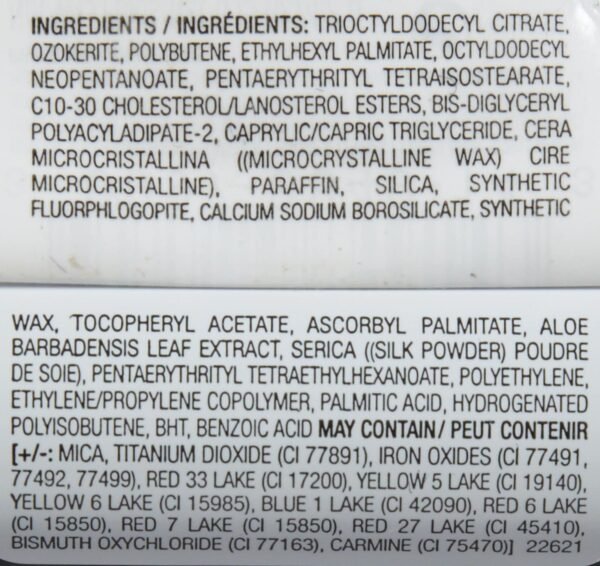 INGREDIENTS / INGRÉDIENTS: TRIOCTYLDODECYL CITRATE,
OZOKERITE, POLYBUTENE, ETHYLHEXYL PALMITATE, OCTYLDODECYL
NEOPENTANOATE, PENTAERYTHRITYL TETRAISOSTEARATE,
C10-30 CHOLESTEROL/LANOSTEROL ESTERS, BIS-DIGLYCERYL
POLYACYLADIPATE-2, CAPRYLIC/CAPRIC TRIGLYCERIDE, CERA
MICROCRISTALLINA ((MICROCRYSTALLINE WAX) CIRE
MICROCRISTALLINE), PARAFFIN, SILICA, SYNTHETIC
FLUORPHLOGOPITE, CALCIUM SODIUM BOROSILICATE, SYNTHETIC
WAX, TOCOPHERYL ACETATE, ASCORBYL PALMITATE, ALOE
BARBADENSIS LEAF EXTRACT, SERICA ((SILK POWDER) POUDRE
DE SOIE), PENTAERYTHRITYL TETRAETHYLHEXANOATE, POLYETHYLENE,
ETHYLENE/PROPYLENE COPOLYMER, PALMITIC ACID, HYDROGENATED
POLYISOBUTENE, BHT, BENZOIC ACID MAY CONTAIN/ PEUT CONTENIR
[+/-: MICA, TITANIUM DIOXIDE (CI 77891), IRON OXIDES (CI 77491,
77492, 77499), RED 33 LAKE (CI 17200), YELLOW 5 LAKE (CI 19140),
YELLOW 6 LAKE (CI 15985), BLUE 1 LAKE (CI 42090), RED 6 LAKE
(CI 15850), RED 7 LAKE (CI 15850), RED 27 LAKE (CI 45410),
BISMUTH OXYCHLORIDE (CI 77163), CARMINE (CI 75470)] 22621